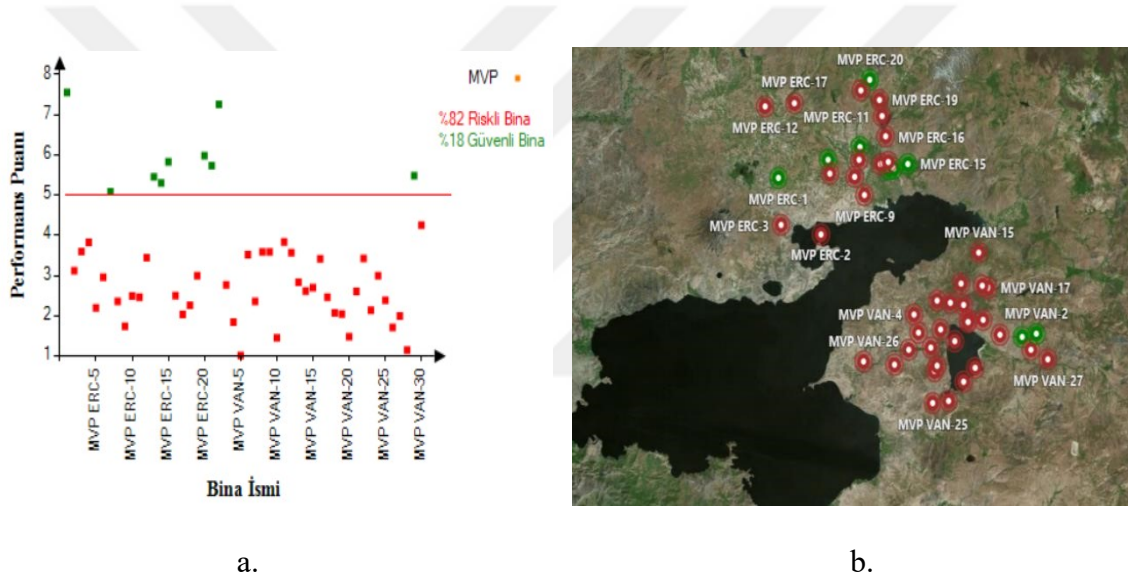 8
7
6
5
4
3
2
1
Performans Puanı
MVP
%82 Riskli Bina
%18 Güvenli Bina
MVP ERC-5
MVP ERC-10
MVP ERC-15
MVP ERC-20
MVP VAN-5
MVP VAN-10
MVP VAN-15
MVP VAN-20
MVP VAN-25
MVP VAN-30
Bina İsmi
a.
MVP ERC-20
MVP ERC-17
MVP ERC-19
MVP ERC-11
MVP ERC-12
MVP ERC-16
MVP ERC-15
MVP ERC-1
MVP ERC-9
MVP ERC-3
MVP ERC-2
MVP VAN-15
MVP VAN-17
MVP VAN-4
MVP VAN-2
MVP VAN-26
MVP VAN-27
MVP VAN-25
b.